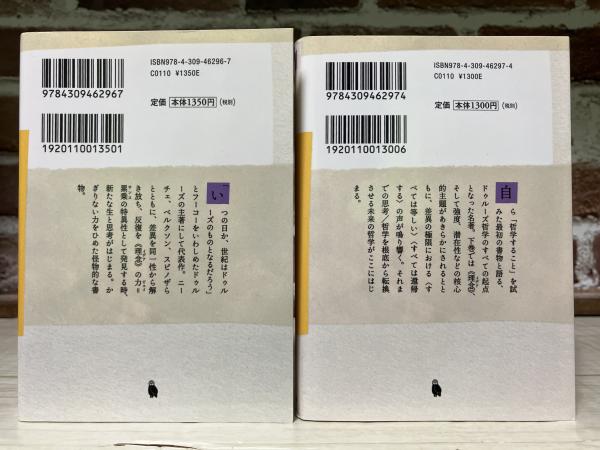 ISBN978-4-309-46296-7
C0110 ¥1350E
9784309462967
定価 本体1350円(税別)
1920110013501
「いつの日か、世紀はドゥル
ーズのものとなるだろう」
とフーコーをいわしめたドゥル
ーズの主著にして代表作。ニー
チェ、ベルクソン、スピノザら
とともに、差異を同一性から解
き放ち、反復を〈理念〉の力=
累乗の特異性として発見する時、
新たな生と思考がはじまる。か
ぎりない力をひめた怪物的な書
物。
ISBN978-4-309-46297-4
C0110 ¥1300E
9784309462974
定価 本体1300円(税別)
1920110013006
自ら「哲学すること」を試
みた最初の書物と語る、
ドゥルーズ哲学のすべての起点
となった名著。下巻では〈理念〉、
そして強度、潜在性などの核心
的主題があきらかにされるとと
もに、差異の極限における〈す
べては等しい〉〈すべては還帰
する〉の声が鳴り響く。それま
での思考/哲学を根底から転換
させる未来の哲学がここにはじ
まる。